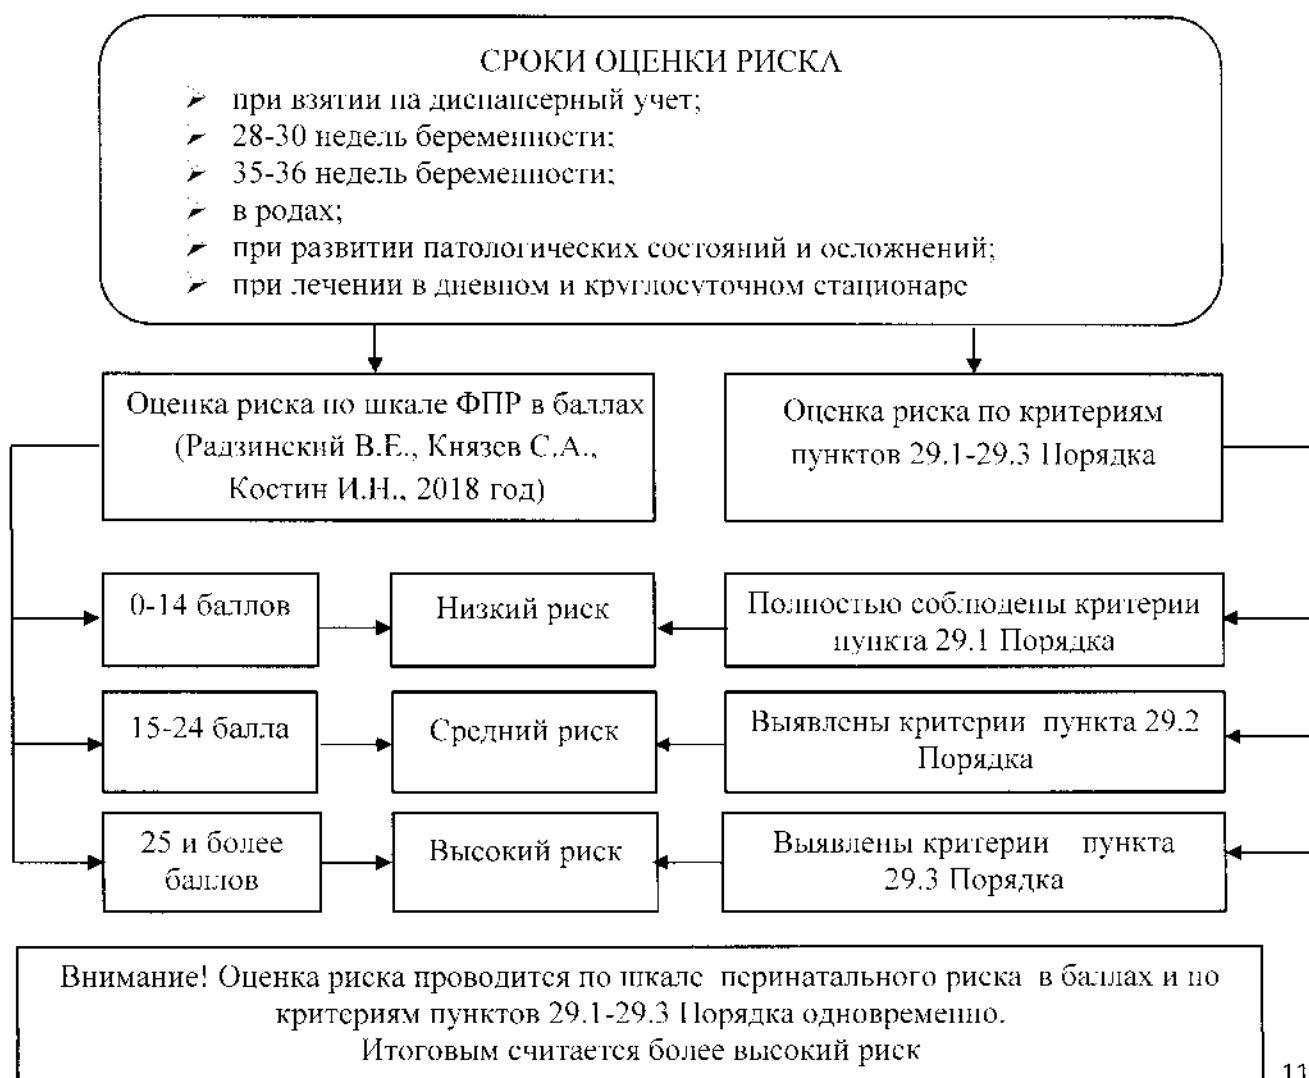 СРОКИ ОЦЕНКИ РИСКА
➢ при взятии на диспансерный учет;
➢ 28-30 недель беременности;
➢ 35-36 недель беременности;
➢ в родах;
➢ при развитии патологических состояний и осложнений;
➢ при лечении в дневном и круглосуточном стационаре
Оценка риска по шкале ФПР в баллах
(Радзинский В.Е., Князев С.А.,
Костин И.Н., 2018 год)
Оценка риска по критериям
пунктов 29.1-29.3 Порядка
0-14 баллов
Низкий риск
Полностью соблюдены критерии
пункта 29.1 Порядка
15-24 балла
Средний риск
Выявлены критерии пункта 29.2
Порядка
25 и более
баллов
Высокий риск
Выявлены критерии пункта
29.3 Порядка
Внимание! Оценка риска проводится по шкале перинатального риска в баллах и по
критериям пунктов 29.1-29.3 Порядка одновременно.
Итоговым считается более высокий риск
11